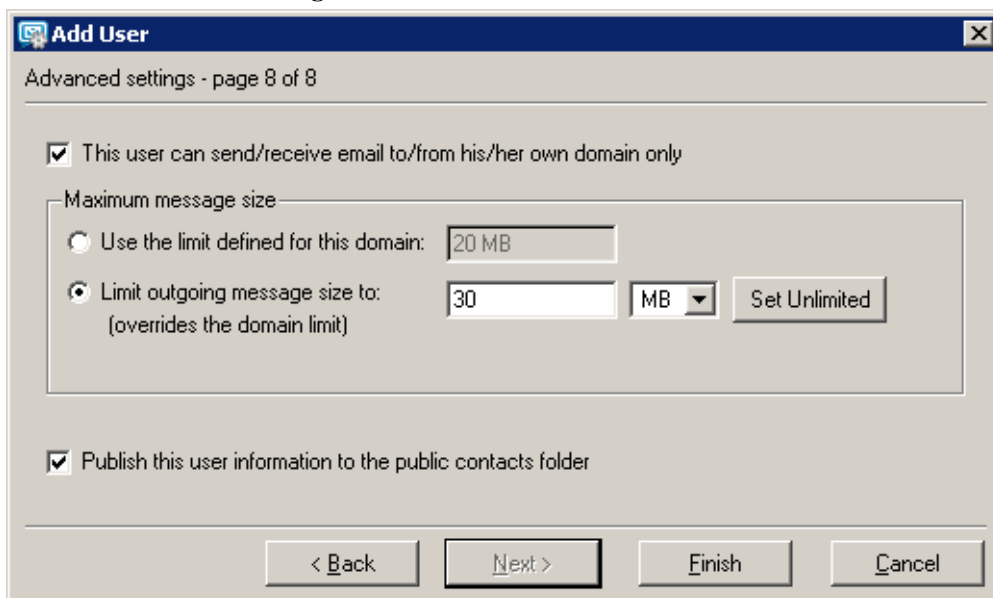 Add User
Advanced settings - page 8 of 8
This user can send/receive email to/from his/her own domain only
Maximum message size
Use the limit defined for this domain: 20 MB
Limit outgoing message size to: 30 MB Set Unlimited
(overrides the domain limit)
Publish this user information to the public contacts folder
< Back Next > Finish Cancel